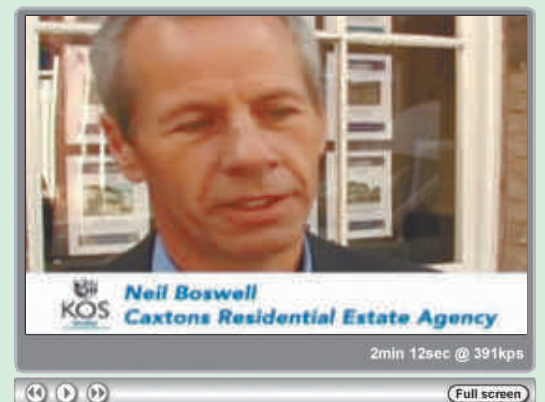 KOS
Neil Boswell
Caxtons Residential Estate Agency
2min 12sec @ 391kps
Full screen